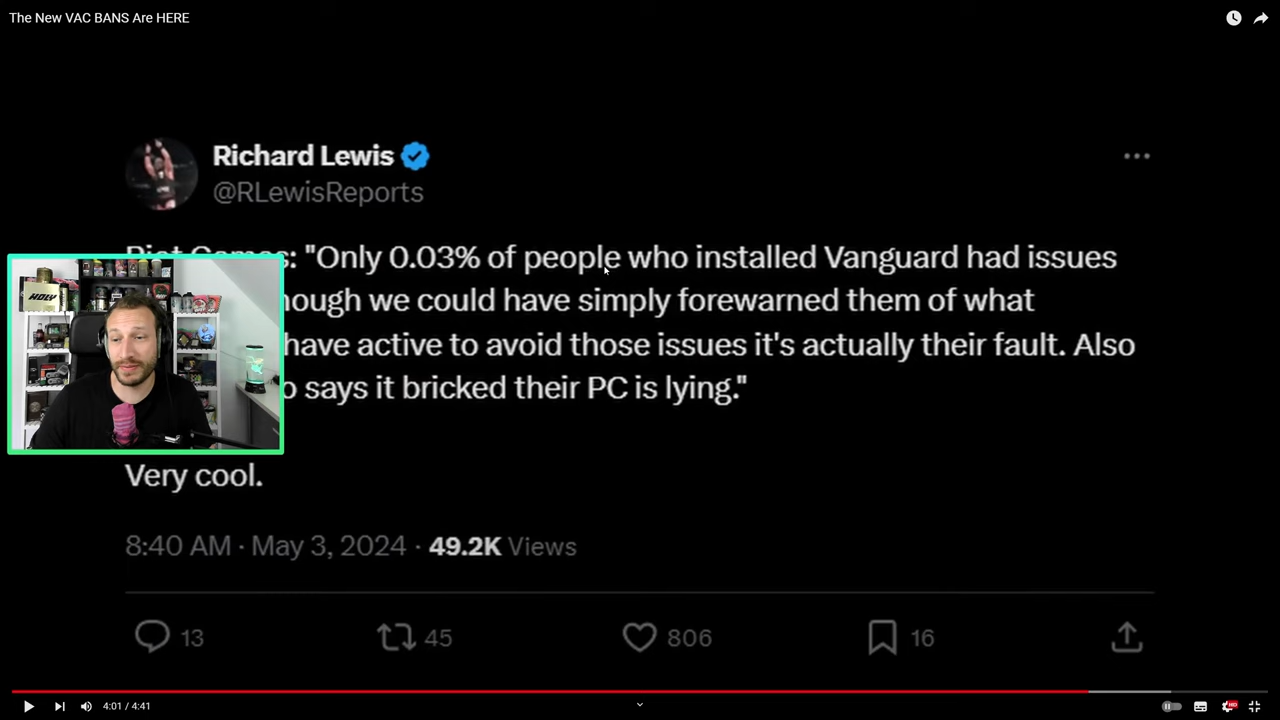 The New VAC BANS Are HERE
Richard Lewis
@RLewisReports
: "Only 0.03% of people who installed Vanguard had issues
we could have simply forewarned them of what
have active to avoid those issues it's actually their fault. Also
says it bricked their PC is lying."
HOLY
Very cool.
8:40 AM · May 3, 2024 · 49.2K Views
13 45 806 16
4:01 / 4:41
HD